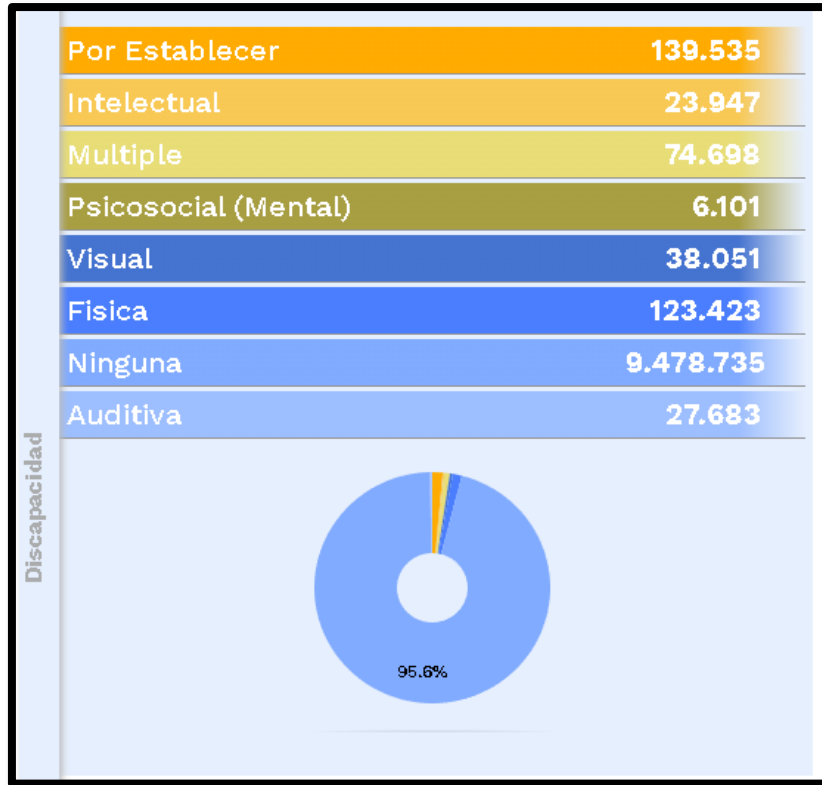 Por Establecer 139.535
Intelectual 23.947
Multiple 74.698
Psicosocial (Mental) 6.101
Visual 38.051
Fisica 123.423
Ninguna 9.478.735
Auditiva 27.683
Discapacidad
95.6%